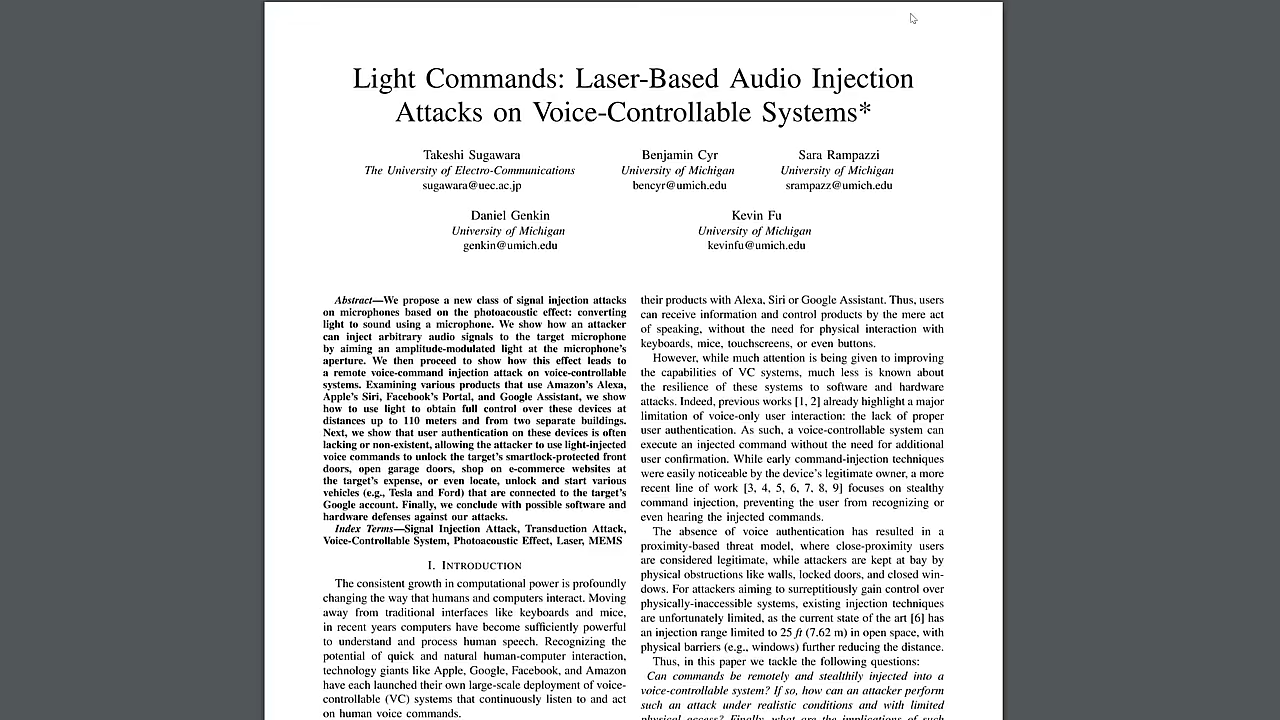 Light Commands: Laser-Based Audio Injection
Attacks on Voice-Controllable Systems*
Takeshi Sugawara
The University of Electro-Communications
sugawara@uec.ac.jp
Benjamin Cyr
University of Michigan
bencyr@umich.edu
Sara Rampazzi
University of Michigan
srampazz@umich.edu
Daniel Genkin
University of Michigan
genkin@umich.edu
Kevin Fu
University of Michigan
kevinfu@umich.edu
Abstract—We propose a new class of signal injection attacks
on microphones based on the photoacoustic effect: converting
light to sound using a microphone. We show how an attacker
can inject arbitrary audio signals to the target microphone
by aiming an amplitude-modulated light at the microphone's
aperture. We then proceed to show how this effect leads to
a remote voice-command injection attack on voice-controllable
systems. Examining various products that use Amazon's Alexa,
Apple's Siri, Facebook's Portal, and Google Assistant, we show
how to use light to obtain full control over these devices at
distances up to 110 meters and from two separate buildings.
Next, we show that user authentication on these devices is often
lacking or non-existent, allowing the attacker to use light-injected
voice commands to unlock the target's smartlock-protected front
doors, open garage doors, shop on e-commerce websites at
the target's expense, or even locate, unlock and start various
vehicles (e.g., Tesla and Ford) that are connected to the target's
Google account. Finally, we conclude with possible software and
hardware defenses against our attacks.
Index Terms—Signal Injection Attack, Transduction Attack,
Voice-Controllable System, Photoacoustic Effect, Laser, MEMS
I. INTRODUCTION
The consistent growth in computational power is profoundly
changing the way that humans and computers interact. Moving
away from traditional interfaces like keyboards and mice,
in recent years computers have become sufficiently powerful
to understand and process human speech. Recognizing the
potential of quick and natural human-computer interaction,
technology giants like Apple, Google, Facebook, and Amazon
have each launched their own large-scale deployment of voice-
controllable (VC) systems that continuously listen to and act
on human voice commands.
their products with Alexa, Siri or Google Assistant. Thus, users
can receive information and control products by the mere act
of speaking, without the need for physical interaction with
keyboards, mice, touchscreens, or even buttons.
However, while much attention is being given to improving
the capabilities of VC systems, much less is known about
the resilience of these systems to software and hardware
attacks. Indeed, previous works [1, 2] already highlight a major
limitation of voice-only user interaction: the lack of proper
user authentication. As such, a voice-controllable system can
execute an injected command without the need for additional
user confirmation. While early command-injection techniques
were easily noticeable by the device's legitimate owner, a more
recent line of work [3, 4, 5, 6, 7, 8, 9] focuses on stealthy
command injection, preventing the user from recognizing or
even hearing the injected commands.
The absence of voice authentication has resulted in a
proximity-based threat model, where close-proximity users
are considered legitimate, while attackers are kept at bay by
physical obstructions like walls, locked doors, and closed win-
dows. For attackers aiming to surreptitiously gain control over
physically-inaccessible systems, existing injection techniques
are unfortunately limited, as the current state of the art [6] has
an injection range limited to 25 ft (7.62 m) in open space, with
physical barriers (e.g., windows) further reducing the distance.
Thus, in this paper we tackle the following questions:
Can commands be remotely and stealthily injected into a
voice-controllable system? If so, how can an attacker perform
such an attack under realistic conditions and with limited
physical access? Finally, what are the implications of such